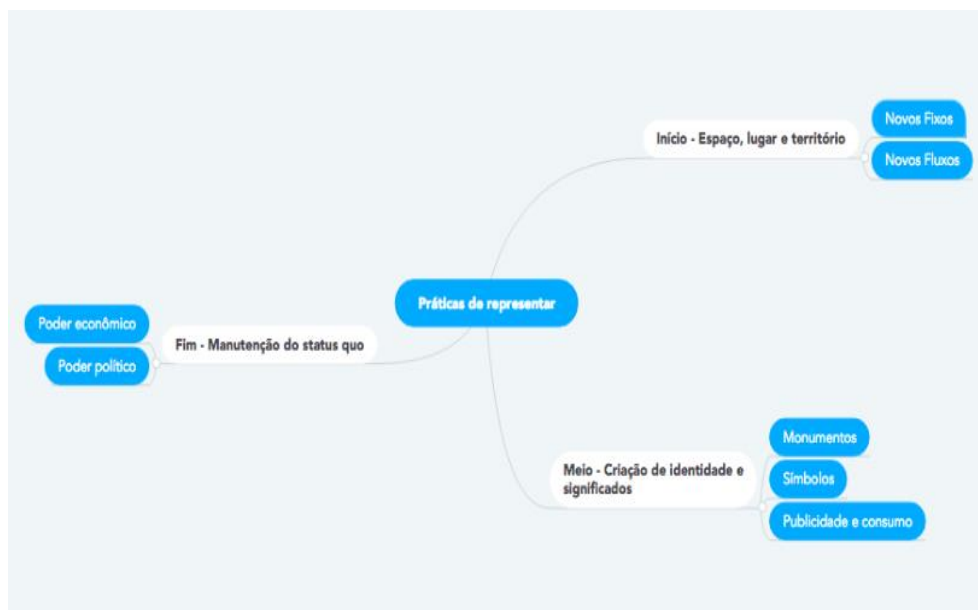 Novos Fixos
Início - Espaço, lugar e território
Novos Fluxos
Práticas de representar
Poder econômico
Fim - Manutenção do status quo
Poder político
Monumentos
Meio - Criação de identidade e
significados
Símbolos
Publicidade e consumo